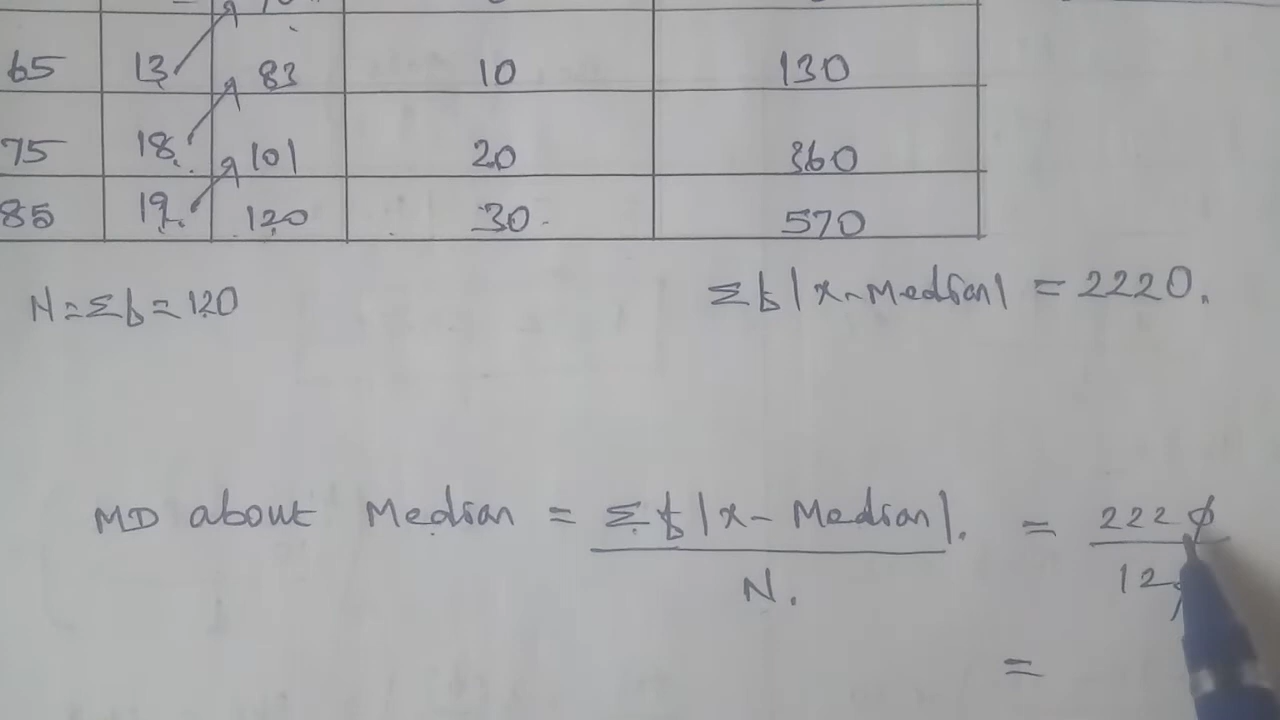 65 13 83 10 130
75 18 101 20 360
85 19 120 30 570
N = Σf = 120 Σf |x - Median| = 2220.
MD about Median = Σf |x - Median|. = 2220
N. 12
=